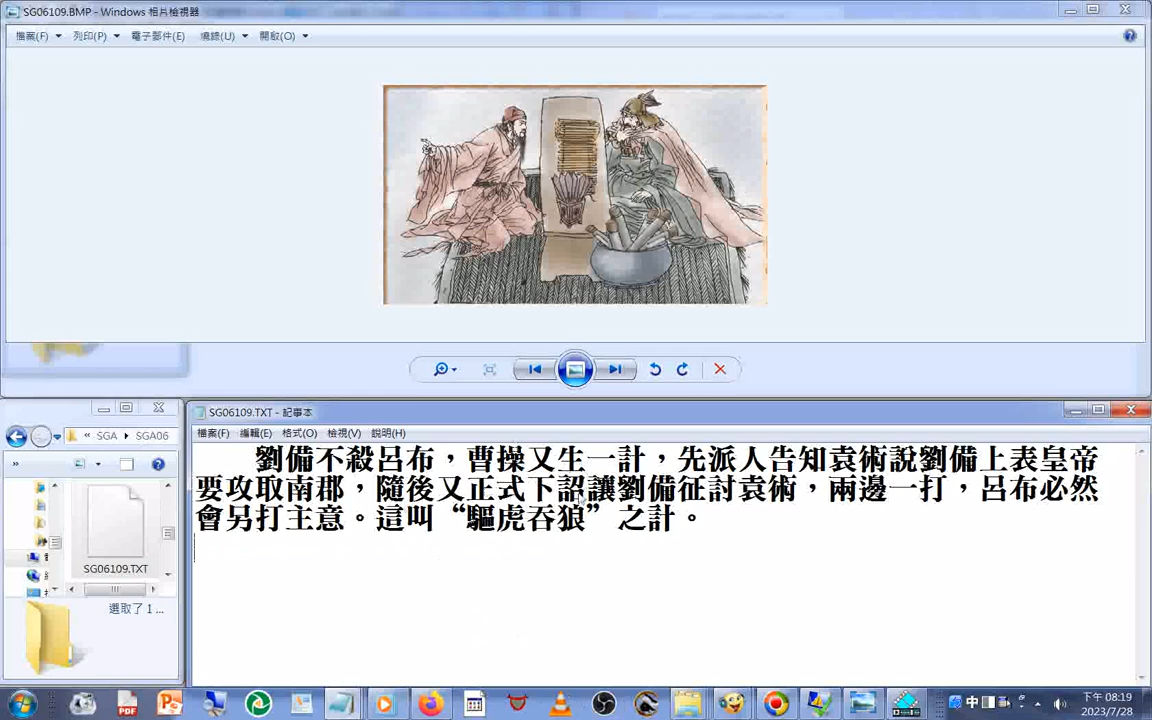 SG06109.BMP - Windows 相片檢視器
檔案(F) 列印(P) 電子郵件(E) 燒錄(U) 開啟(O)
« SGA ▸ SGA06
»
SG06109.TXT
選取了 1 ...
SG06109.TXT - 記事本
檔案(F) 編輯(E) 格式(O) 檢視(V) 說明(H)
劉備不殺呂布，曹操又生一計，先派人告知袁術說劉備上表皇帝
要攻取南郡，隨後又正式下詔讓劉備征討袁術，兩邊一打，呂布必然
會另打主意。這叫“驅虎吞狼”之計。
PDF
中
下午 08:19
2023/7/28